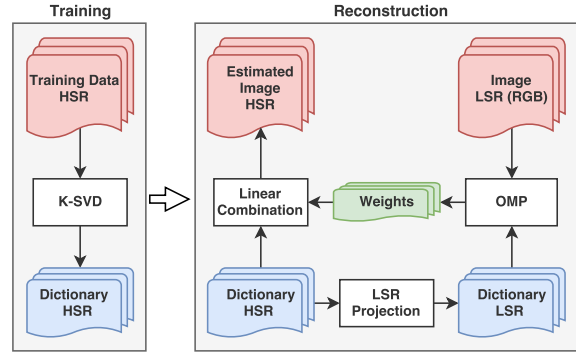 Training
Reconstruction
Training Data
HSR
K-SVD
Dictionary
HSR
Estimated
Image
HSR
Image
LSR (RGB)
Linear
Combination
Weights
OMP
Dictionary
HSR
LSR
Projection
Dictionary
LSR